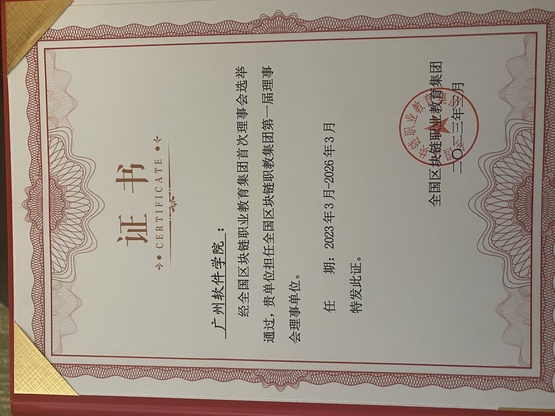 证书
CERTIFICATE
广州软件学院：
经全国区块链职业教育集团首次理事会选举
通过，贵单位担任全国区块链职教集团第一届理事
会理事单位。
任 期：2023年3月-2026年3月
特发此证。
全国区块链职业教育集团
二〇二三年三月